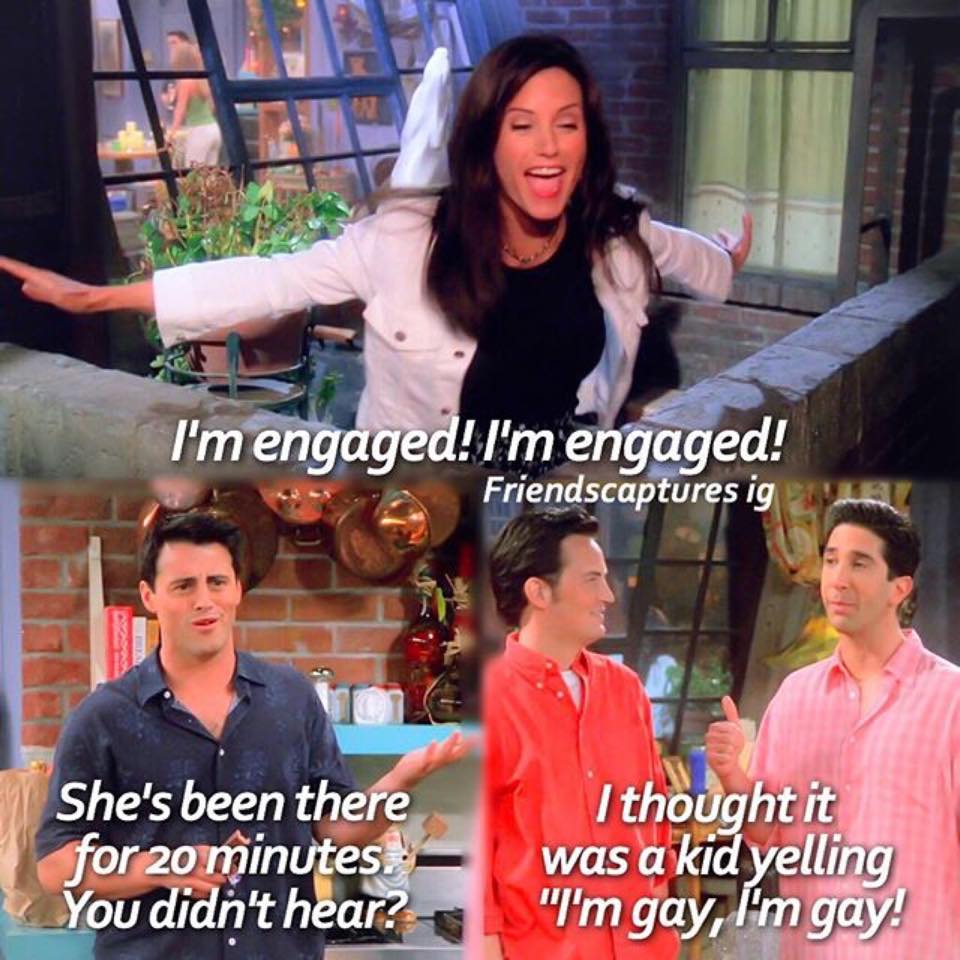 I'm engaged! I'm engaged!
Friendscaptures ig
She's been there
for 20 minutes.
You didn't hear?
I thought it
was a kid yelling
"I'm gay, I'm gay!